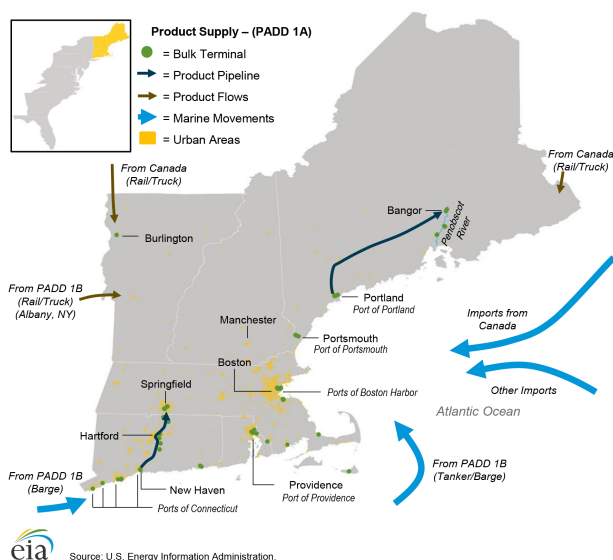 Product Supply – (PADD 1A)
= Bulk Terminal
= Product Pipeline
= Product Flows
= Marine Movements
= Urban Areas
From Canada
(Rail/Truck)
From Canada
(Rail/Truck)
Bangor
Penobscot
River
Burlington
From PADD 1B
(Rail/Truck)
(Albany, NY)
Portland
Port of Portland
Imports from
Canada
Manchester
Portsmouth
Port of Portsmouth
Boston
Springfield
Ports of Boston Harbor
Other Imports
Atlantic Ocean
Hartford
From PADD 1B
(Barge)
New Haven
Ports of Connecticut
Providence
Port of Providence
From PADD 1B
(Tanker/Barge)
eia
Source: U.S. Energy Information Administration.